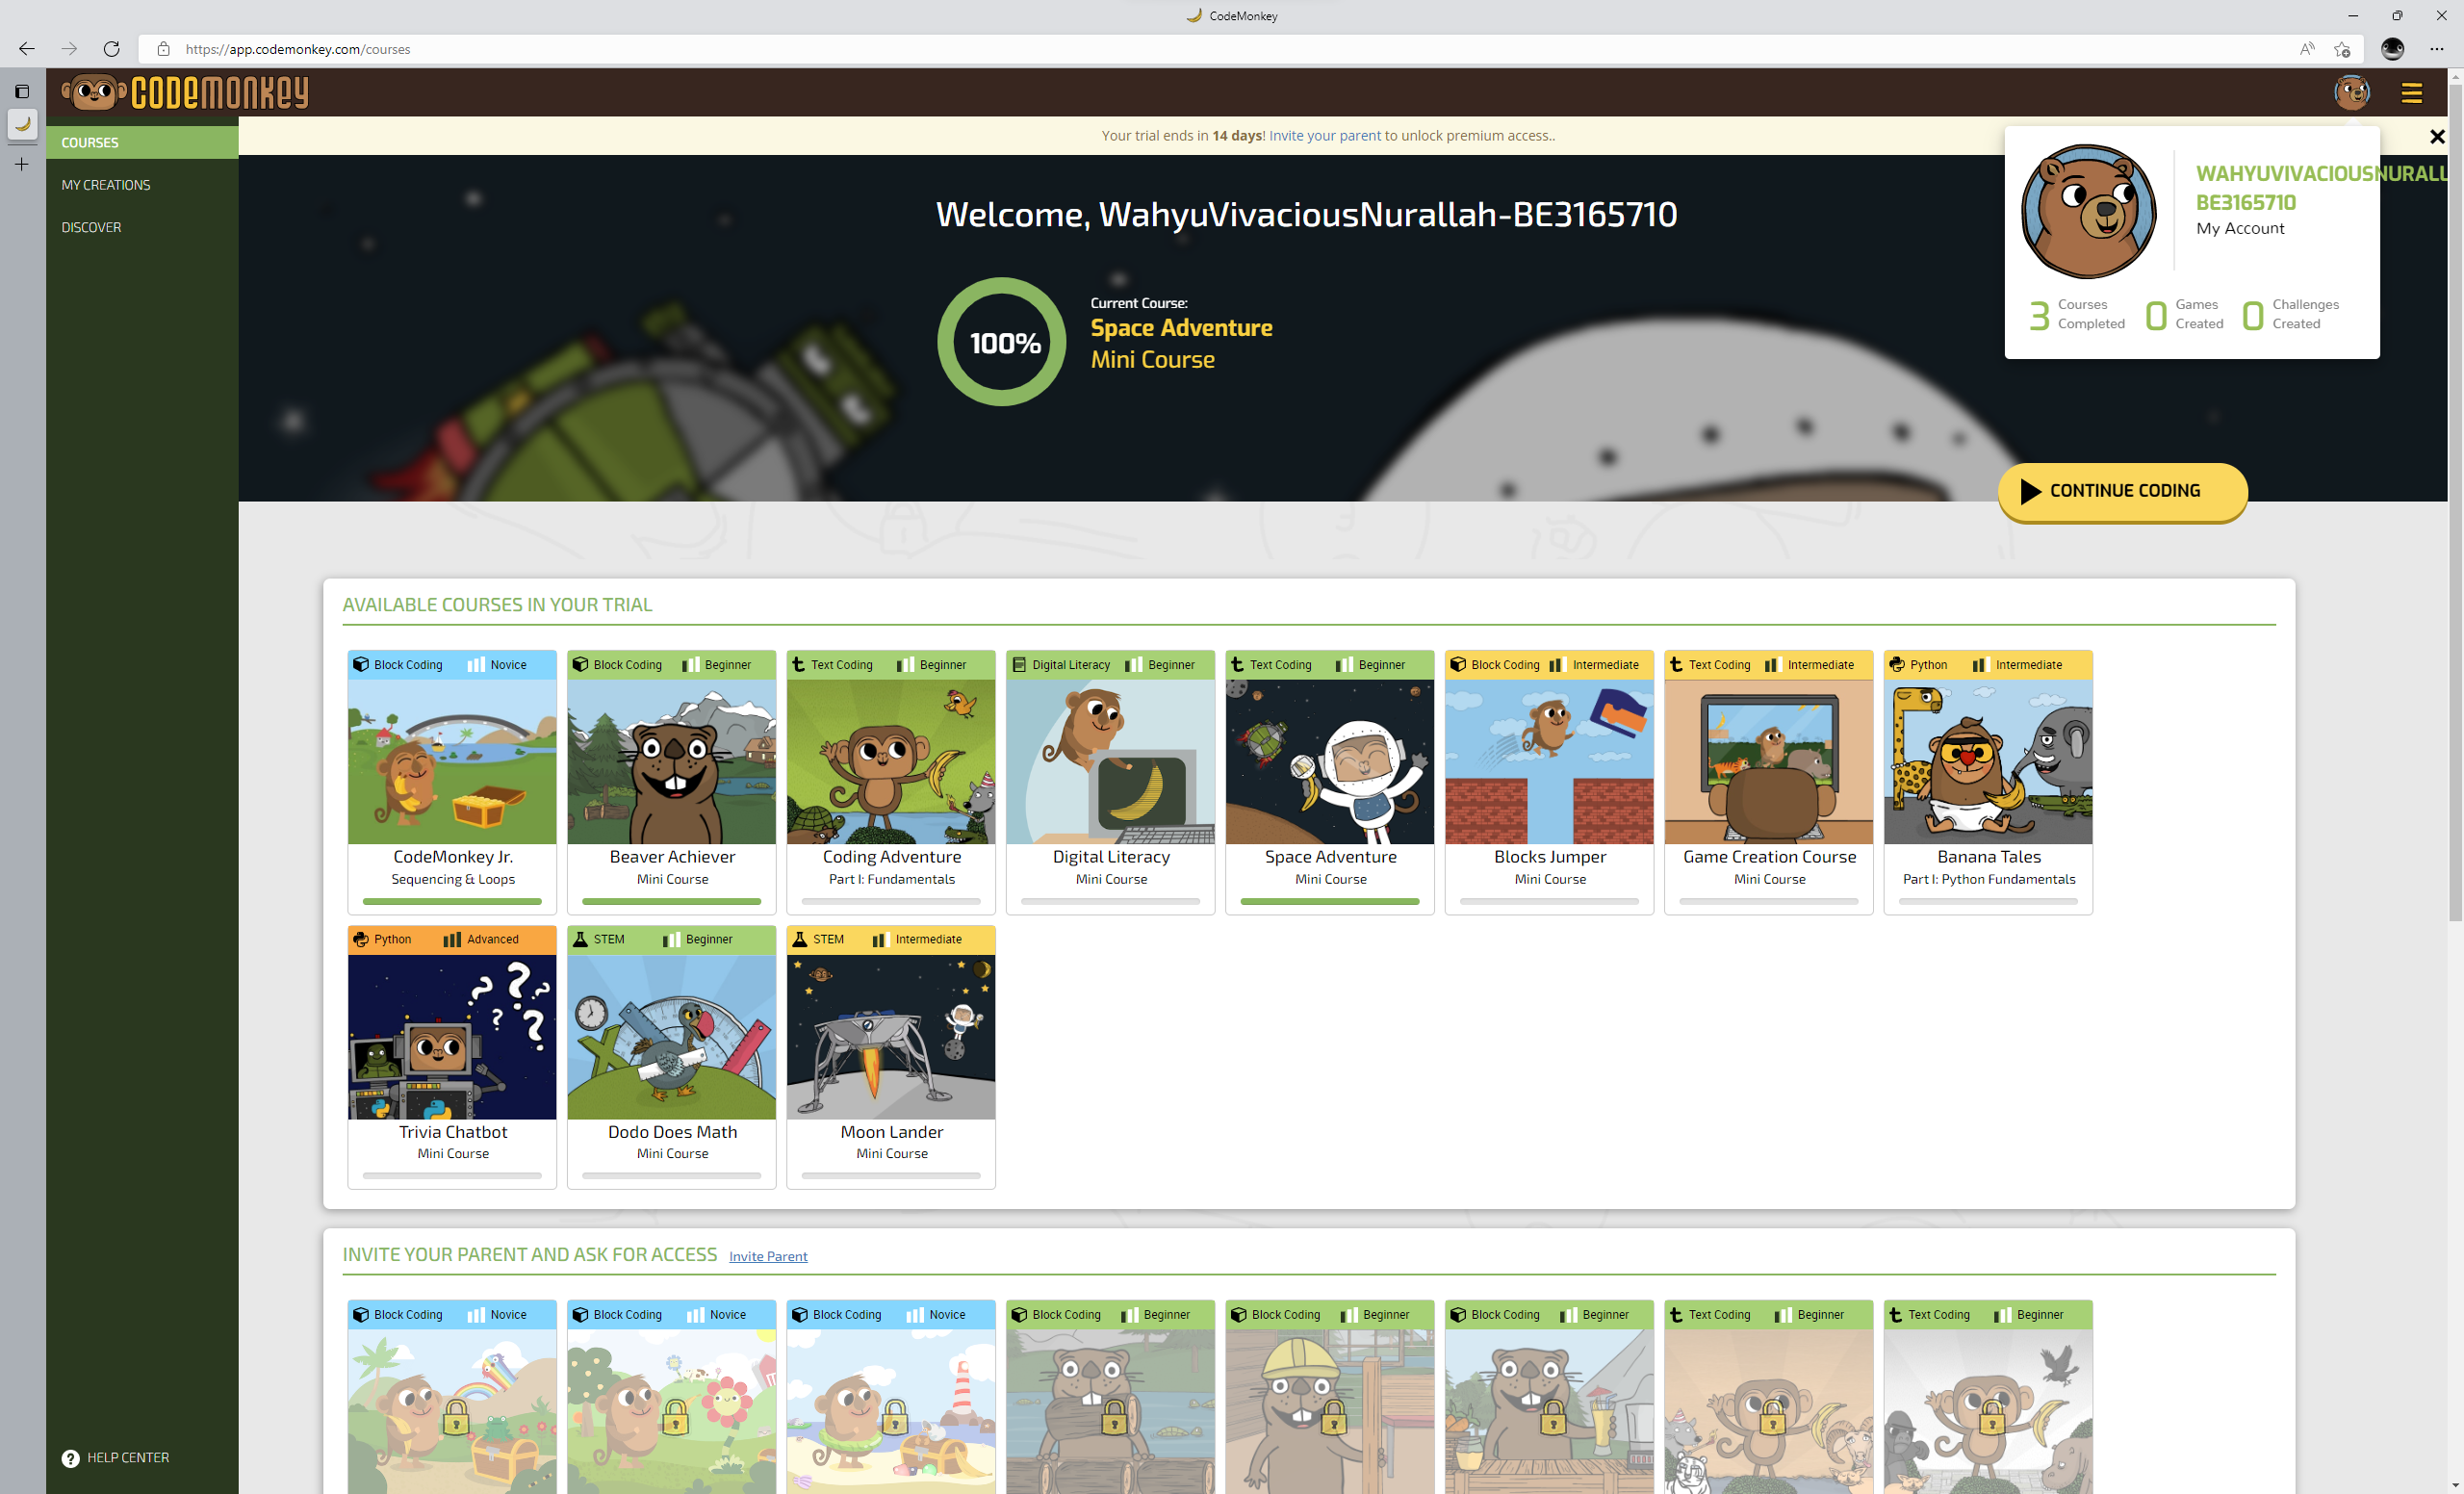 CodeMonkey
https://app.codemonkey.com/courses
CODEMONKEY
COURSES
MY CREATIONS
DISCOVER
HELP CENTER
Your trial ends in 14 days! Invite your parent to unlock premium access..
WAHYUVIVACIOUSNURALL
BE3165710
My Account
3 Courses Completed
0 Games Created
0 Challenges Created
Welcome, WahyuVivaciousNurallah-BE3165710
100%
Current Course:
Space Adventure
Mini Course
CONTINUE CODING
AVAILABLE COURSES IN YOUR TRIAL
Block Coding Novice
CodeMonkey Jr.
Sequencing & Loops
Block Coding Beginner
Beaver Achiever
Mini Course
Text Coding Beginner
Coding Adventure
Part I: Fundamentals
Digital Literacy Beginner
Digital Literacy
Mini Course
Text Coding Beginner
Space Adventure
Mini Course
Block Coding Intermediate
Blocks Jumper
Mini Course
Text Coding Intermediate
Game Creation Course
Mini Course
Python Intermediate
Banana Tales
Part I: Python Fundamentals
Python Advanced
Trivia Chatbot
Mini Course
STEM Beginner
Dodo Does Math
Mini Course
STEM Intermediate
Moon Lander
Mini Course
INVITE YOUR PARENT AND ASK FOR ACCESS Invite Parent
Block Coding Novice
Block Coding Novice
Block Coding Novice
Block Coding Beginner
Block Coding Beginner
Block Coding Beginner
Text Coding Beginner
Text Coding Beginner